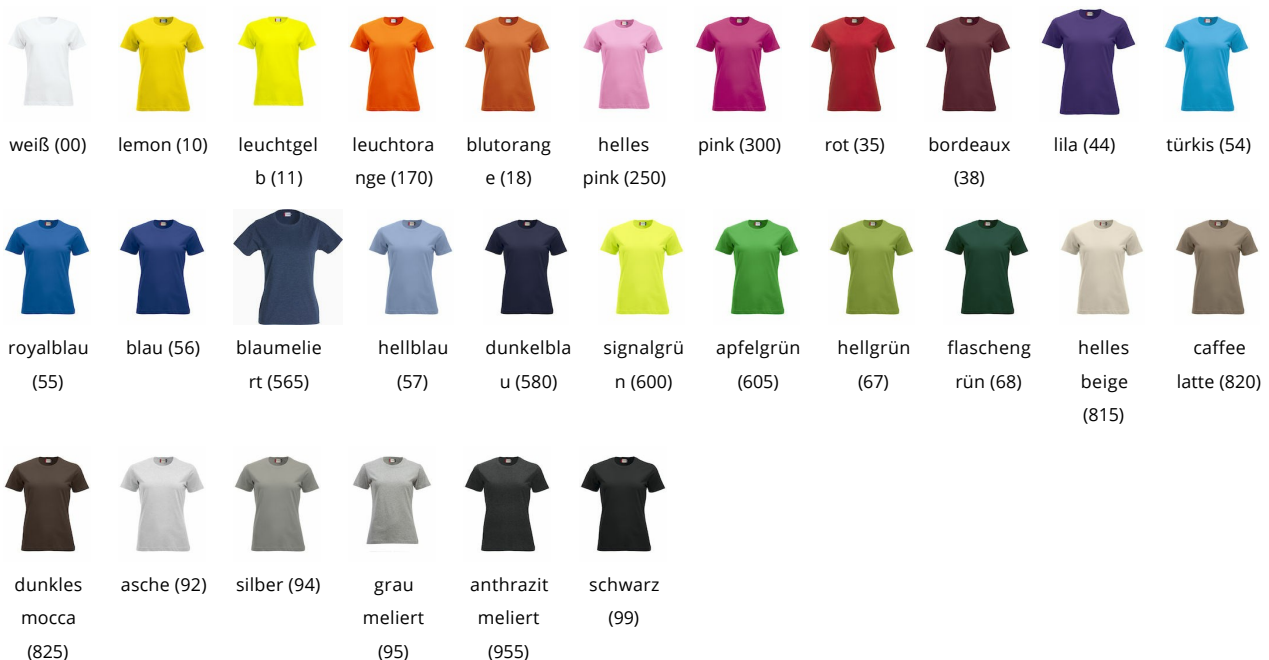 weiß (00) lemon (10) leuchtgel leuchtora blutorang helles pink (300) rot (35) bordeaux lila (44) türkis (54)
b (11) nge (170) e (18) pink (250) (38)
royalblau blau (56) blaumelie hellblau dunkelbla signalgrü apfelgrün hellgrün flascheng helles caffee
(55) rt (565) (57) u (580) n (600) (605) (67) rün (68) beige latte (820)
(815)
dunkles asche (92) silber (94) grau anthrazit schwarz
mocca meliert meliert (99)
(825) (95) (955)